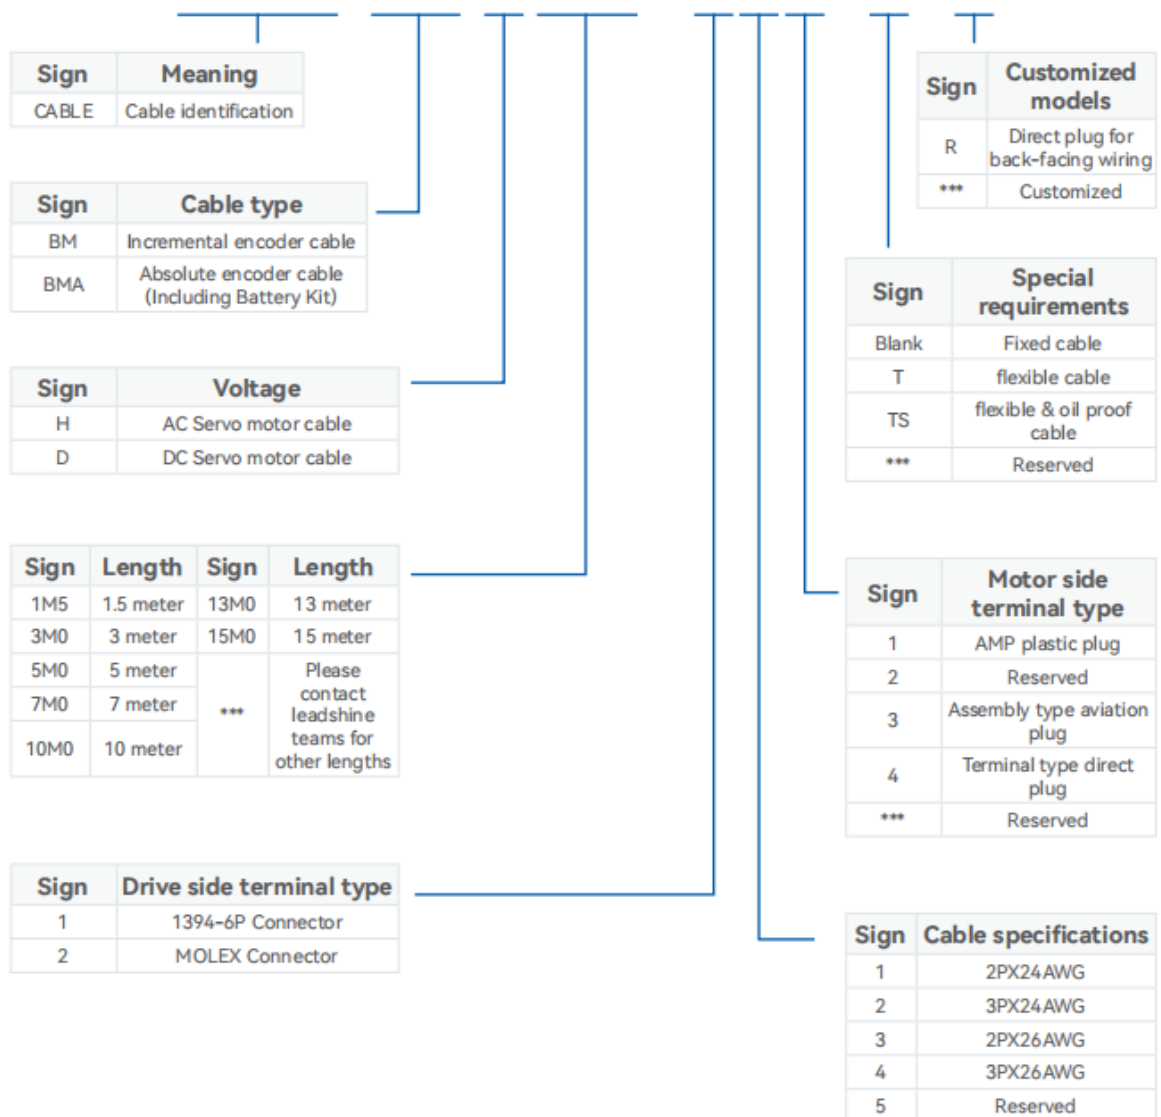 Sign Meaning
CABLE Cable identification
Sign Customized
models
R Direct plug for
back-facing wiring
*** Customized
Sign Cable type
BM Incremental encoder cable
BMA Absolute encoder cable
(Including Battery Kit)
Sign Special
requirements
Blank Fixed cable
T flexible cable
TS flexible & oil proof
cable
*** Reserved
Sign Voltage
H AC Servo motor cable
D DC Servo motor cable
Sign Length Sign Length
1M5 1.5 meter 13M0 13 meter
3M0 3 meter 15M0 15 meter
5M0 5 meter
7M0 7 meter
10M0 10 meter
*** Please
contact
leadshine
teams for
other lengths
Sign Motor side
terminal type
1 AMP plastic plug
2 Reserved
3 Assembly type aviation
plug
4 Terminal type direct
plug
*** Reserved
Sign Drive side terminal type
1 1394-6P Connector
2 MOLEX Connector
Sign Cable specifications
1 2PX24AWG
2 3PX24AWG
3 2PX26AWG
4 3PX26AWG
5 Reserved